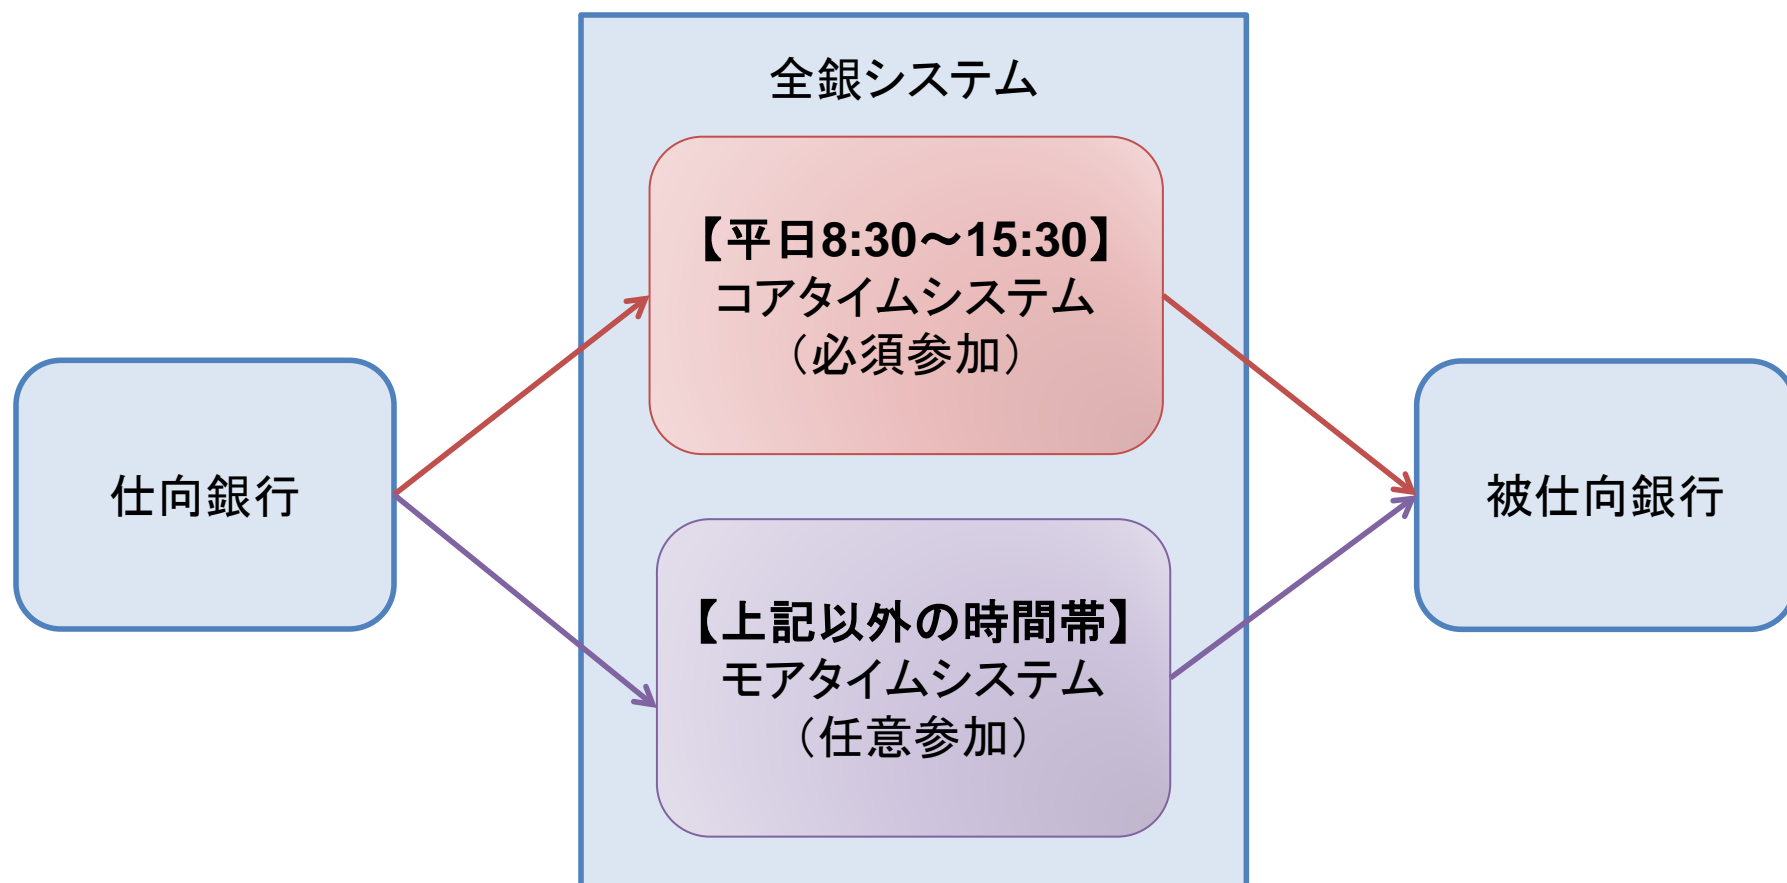 全銀システム
【平日8:30～15:30】
コアタイムシステム
（必須参加）
仕向銀行
被仕向銀行
【上記以外の時間帯】
モアタイムシステム
（任意参加）